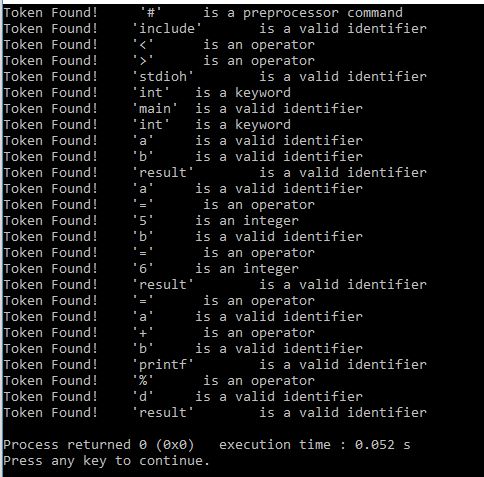 Token Found! '#' is a preprocessor command
Token Found! 'include' is a valid identifier
Token Found! '<' is an operator
Token Found! '>' is an operator
Token Found! 'stdioh' is a valid identifier
Token Found! 'int' is a keyword
Token Found! 'main' is a valid identifier
Token Found! 'int' is a keyword
Token Found! 'a' is a valid identifier
Token Found! 'b' is a valid identifier
Token Found! 'result' is a valid identifier
Token Found! 'a' is a valid identifier
Token Found! '=' is an operator
Token Found! '5' is an integer
Token Found! 'b' is a valid identifier
Token Found! '=' is an operator
Token Found! '6' is an integer
Token Found! 'result' is a valid identifier
Token Found! '=' is an operator
Token Found! 'a' is a valid identifier
Token Found! '+' is an operator
Token Found! 'b' is a valid identifier
Token Found! 'printf' is a valid identifier
Token Found! '%' is an operator
Token Found! 'd' is a valid identifier
Token Found! 'result' is a valid identifier
Process returned 0 (0x0) execution time : 0.052 s
Press any key to continue.